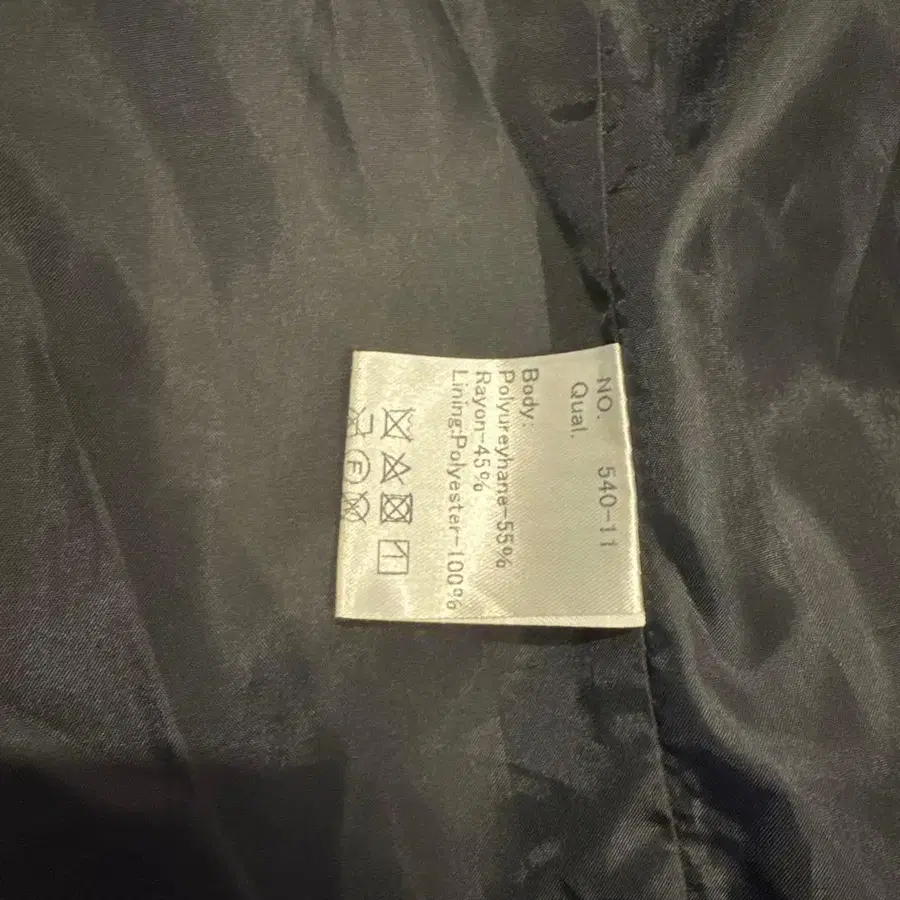 NO. 540-11
Qual.
Body:
Polyureyhane-55%
Rayon-45%
Lining:Polyester-100%
F